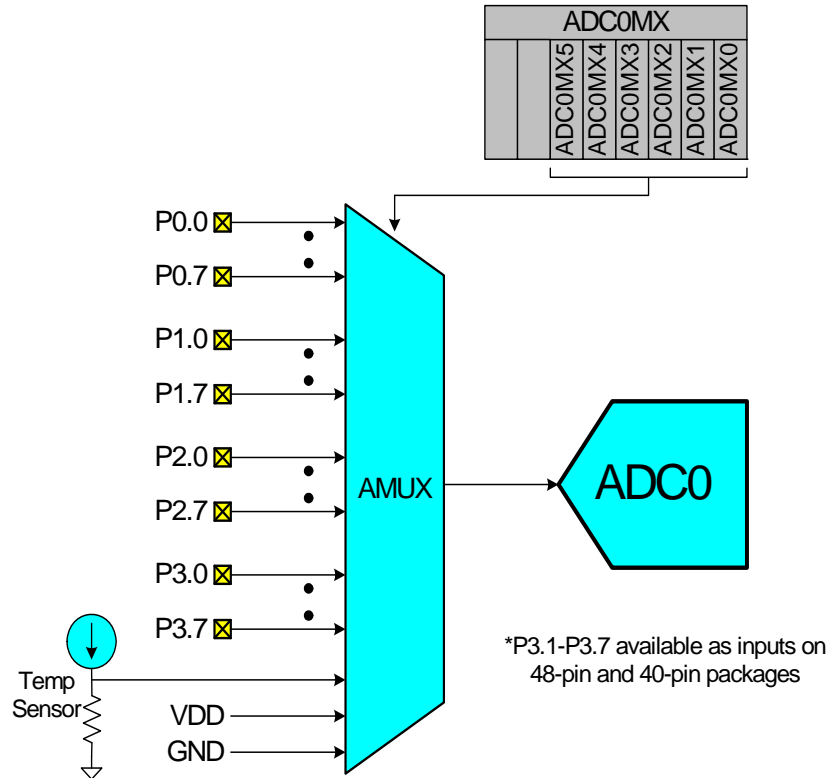 ADC0MX
ADC0MX5
ADC0MX4
ADC0MX3
ADC0MX2
ADC0MX1
ADC0MX0
P0.0
P0.7
P1.0
P1.7
P2.0
P2.7
P3.0
P3.7
AMUX
ADC0
Temp
Sensor
VDD
GND
*P3.1-P3.7 available as inputs on
48-pin and 40-pin packages